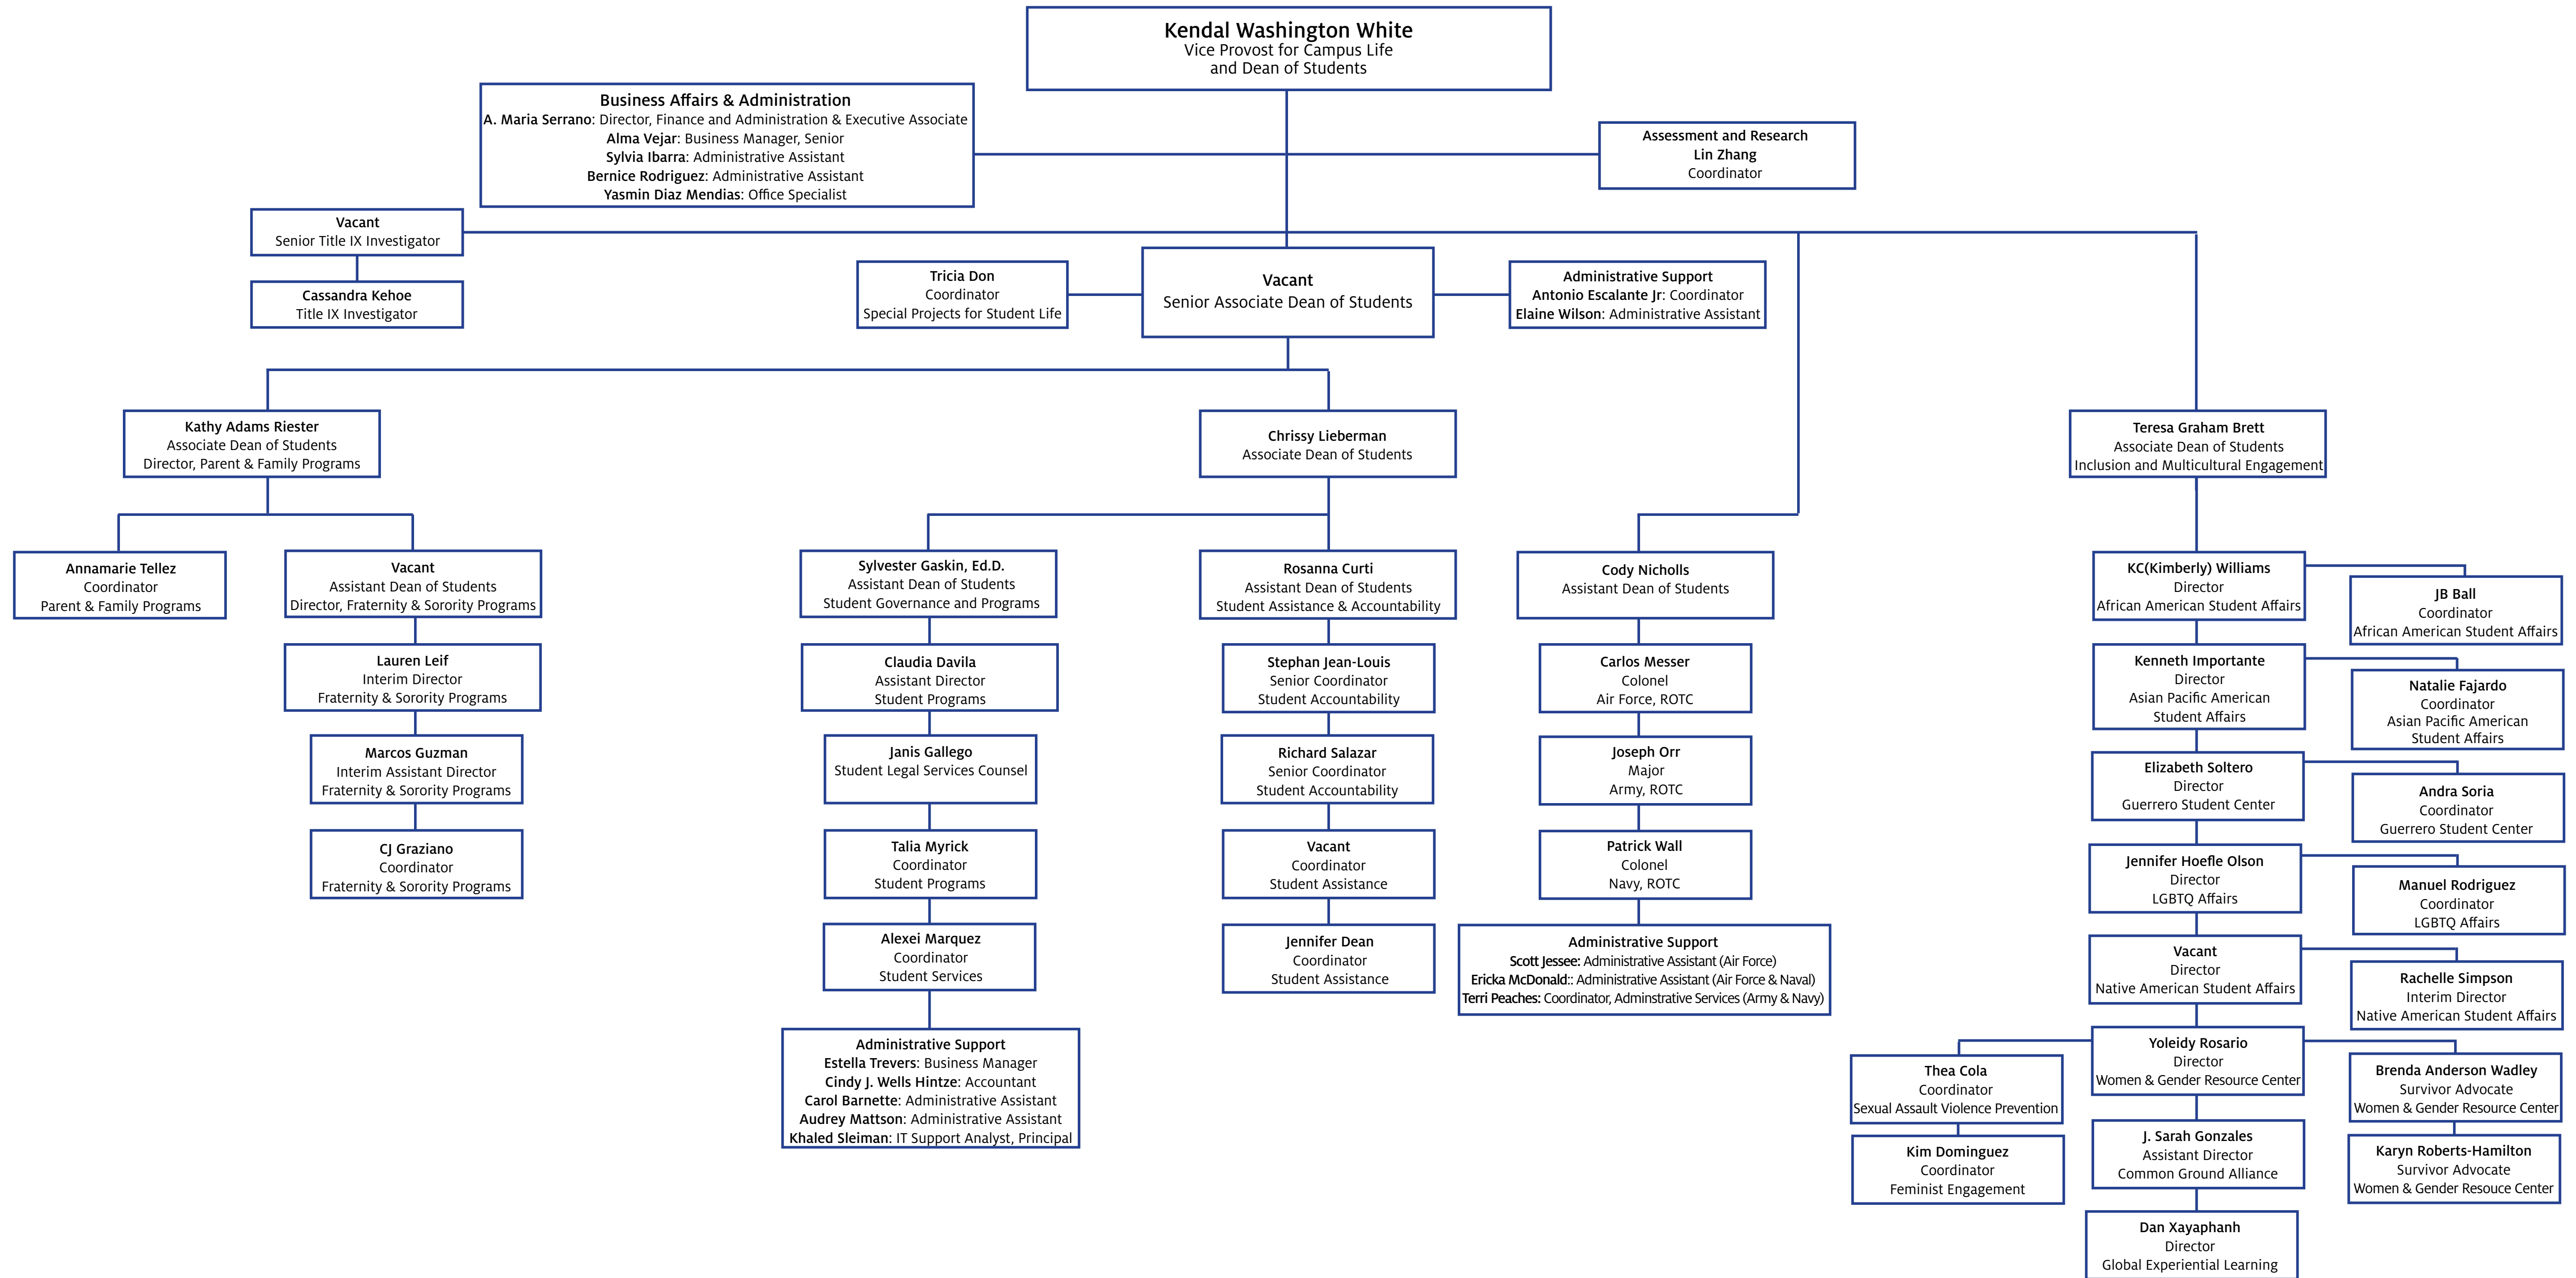 Kendal Washington White
Vice Provost for Campus Life
and Dean of Students
Business Affairs & Administration
A. Maria Serrano: Director, Finance and Administration & Executive Associate
Alma Vejar: Business Manager, Senior
Sylvia Ibarra: Administrative Assistant
Bernice Rodriguez: Administrative Assistant
Yasmin Diaz Mendias: Office Specialist
Assessment and Research
Lin Zhang
Coordinator
Vacant
Senior Title IX Investigator
Cassandra Kehoe
Title IX Investigator
Tricia Don
Coordinator
Special Projects for Student Life
Vacant
Senior Associate Dean of Students
Administrative Support
Antonio Escalante Jr: Coordinator
Elaine Wilson: Administrative Assistant
Kathy Adams Riester
Associate Dean of Students
Director, Parent & Family Programs
Chrissy Lieberman
Associate Dean of Students
Teresa Graham Brett
Associate Dean of Students
Inclusion and Multicultural Engagement
Annamarie Tellez
Coordinator
Parent & Family Programs
Vacant
Assistant Dean of Students
Director, Fraternity & Sorority Programs
Lauren Leif
Interim Director
Fraternity & Sorority Programs
Marcos Guzman
Interim Assistant Director
Fraternity & Sorority Programs
CJ Graziano
Coordinator
Fraternity & Sorority Programs
Sylvester Gaskin, Ed.D.
Assistant Dean of Students
Student Governance and Programs
Claudia Davila
Assistant Director
Student Programs
Janis Gallego
Student Legal Services Counsel
Talia Myrick
Coordinator
Student Programs
Alexei Marquez
Coordinator
Student Services
Administrative Support
Estella Trevers: Business Manager
Cindy J. Wells Hintze: Accountant
Carol Barnette: Administrative Assistant
Audrey Mattson: Administrative Assistant
Khaled Sleiman: IT Support Analyst, Principal
Rosanna Curti
Assistant Dean of Students
Student Assistance & Accountability
Stephan Jean-Louis
Senior Coordinator
Student Accountability
Richard Salazar
Senior Coordinator
Student Accountability
Vacant
Coordinator
Student Assistance
Jennifer Dean
Coordinator
Student Assistance
Cody Nicholls
Assistant Dean of Students
Carlos Messer
Colonel
Air Force, ROTC
Joseph Orr
Major
Army, ROTC
Patrick Wall
Colonel
Navy, ROTC
Administrative Support
Scott Jessee: Administrative Assistant (Air Force)
Ericka McDonald:: Administrative Assistant (Air Force & Naval)
Terri Peaches: Coordinator, Adminstrative Services (Army & Navy)
KC(Kimberly) Williams
Director
African American Student Affairs
JB Ball
Coordinator
African American Student Affairs
Kenneth Importante
Director
Asian Pacific American
Student Affairs
Natalie Fajardo
Coordinator
Asian Pacific American
Student Affairs
Elizabeth Soltero
Director
Guerrero Student Center
Andra Soria
Coordinator
Guerrero Student Center
Jennifer Hoefle Olson
Director
LGBTQ Affairs
Manuel Rodriguez
Coordinator
LGBTQ Affairs
Vacant
Director
Native American Student Affairs
Rachelle Simpson
Interim Director
Native American Student Affairs
Yoleidy Rosario
Director
Women & Gender Resource Center
Thea Cola
Coordinator
Sexual Assault Violence Prevention
Kim Dominguez
Coordinator
Feminist Engagement
Brenda Anderson Wadley
Survivor Advocate
Women & Gender Resource Center
Karyn Roberts-Hamilton
Survivor Advocate
Women & Gender Resouce Center
J. Sarah Gonzales
Assistant Director
Common Ground Alliance
Dan Xayaphanh
Director
Global Experiential Learning